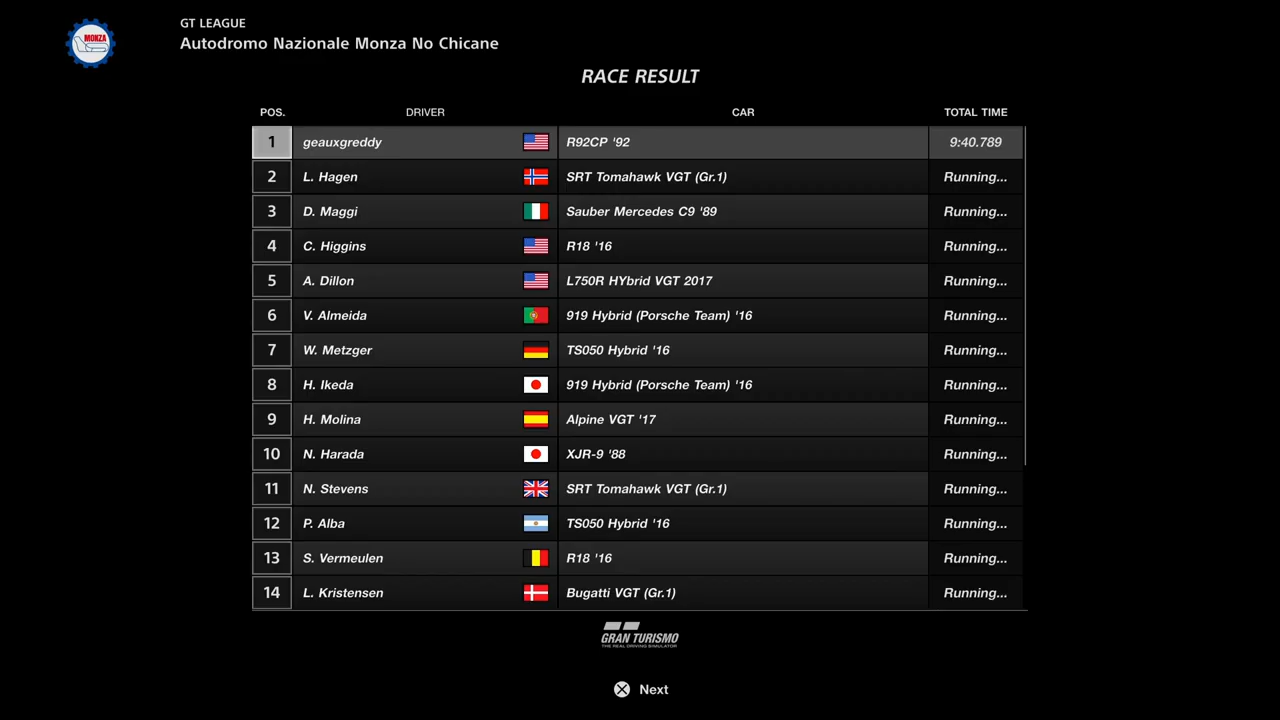 GT LEAGUE
MONZA
Autodromo Nazionale Monza No Chicane
RACE RESULT
POS. DRIVER CAR TOTAL TIME
1 geauxgreddy R92CP '92 9:40.789
2 L. Hagen SRT Tomahawk VGT (Gr.1) Running...
3 D. Maggi Sauber Mercedes C9 '89 Running...
4 C. Higgins R18 '16 Running...
5 A. Dillon L750R HYbrid VGT 2017 Running...
6 V. Almeida 919 Hybrid (Porsche Team) '16 Running...
7 W. Metzger TS050 Hybrid '16 Running...
8 H. Ikeda 919 Hybrid (Porsche Team) '16 Running...
9 H. Molina Alpine VGT '17 Running...
10 N. Harada XJR-9 '88 Running...
11 N. Stevens SRT Tomahawk VGT (Gr.1) Running...
12 P. Alba TS050 Hybrid '16 Running...
13 S. Vermeulen R18 '16 Running...
14 L. Kristensen Bugatti VGT (Gr.1) Running...
GRAN TURISMO
THE REAL DRIVING SIMULATOR
Next